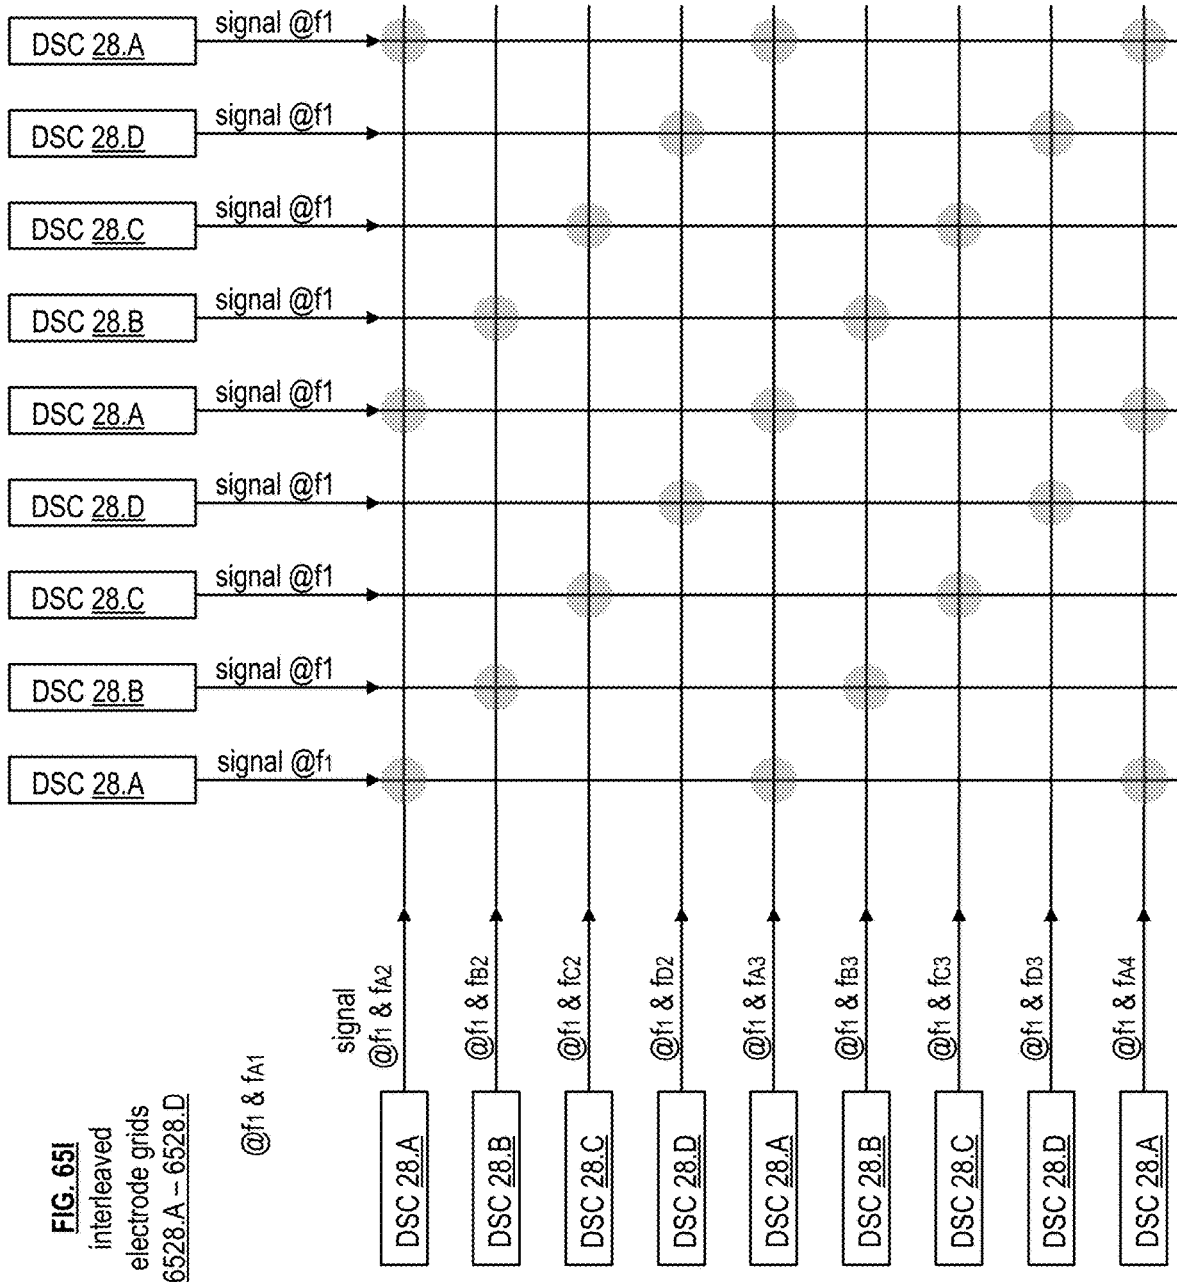 DSC 28.A
signal @f1
DSC 28.D
signal @f1
DSC 28.C
signal @f1
DSC 28.B
signal @f1
DSC 28.A
signal @f1
DSC 28.D
signal @f1
DSC 28.C
signal @f1
DSC 28.B
signal @f1
DSC 28.A
signal @f1
signal
@f1 & fA2
@f1 & fB2
@f1 & fC2
@f1 & fD2
@f1 & fA3
@f1 & fB3
@f1 & fC3
@f1 & fD3
@f1 & fA4
@f1 & fA1
DSC 28.A
DSC 28.B
DSC 28.C
DSC 28.D
DSC 28.A
DSC 28.B
DSC 28.C
DSC 28.D
DSC 28.A
FIG. 65I
interleaved
electrode grids
6528.A – 6528.D